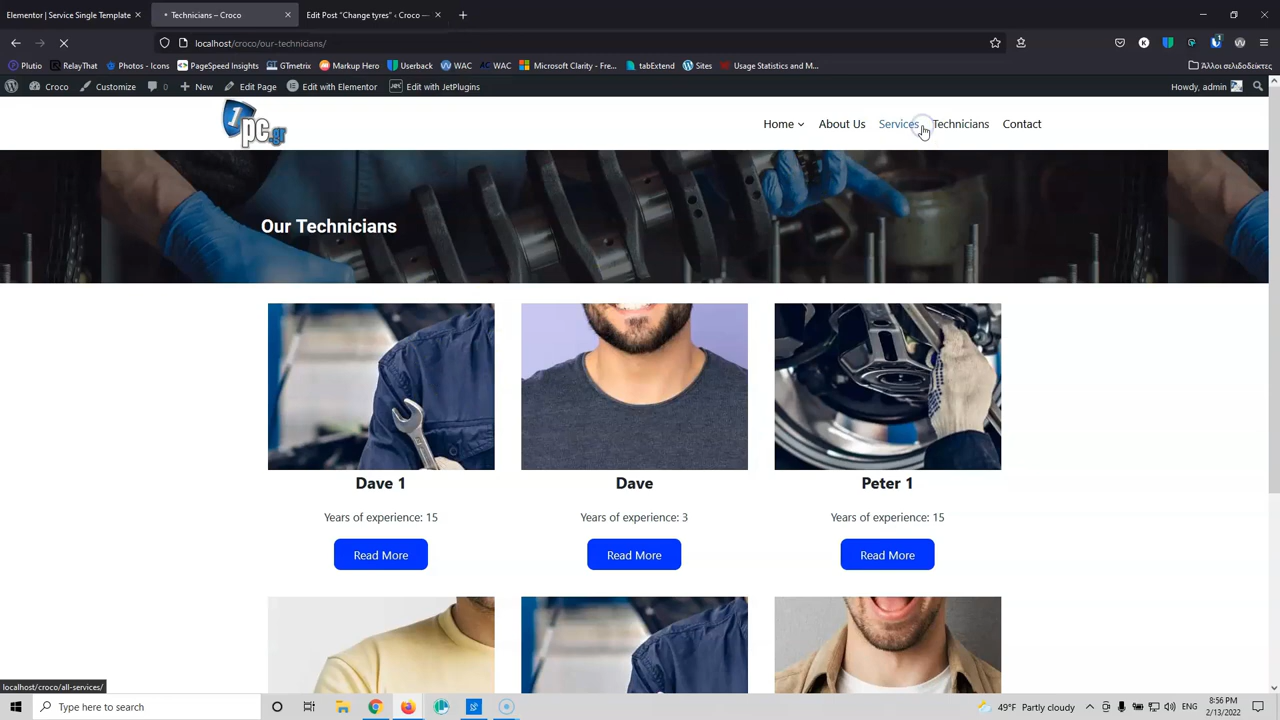 Elementor | Service Single Template
Technicians – Croco
Edit Post “Change tyres” ‹ Croco —
localhost/croco/our-technicians/
Plutio
RelayThat
Photos - Icons
PageSpeed Insights
GTmetrix
Markup Hero
Userback
WAC
WAC
Microsoft Clarity - Free...
tabExtend
Sites
Usage Statistics and M...
Άλλοι σελιδοδείκτες
Croco
Customize
0
New
Edit Page
Edit with Elementor
Edit with JetPlugins
Howdy, admin
1pc.gr
Home
About Us
Services
Technicians
Contact
Our Technicians
Dave 1
Dave
Peter 1
Years of experience: 15
Years of experience: 3
Years of experience: 15
Read More
Read More
Read More
localhost/croco/all-services/
Type here to search
49°F Partly cloudy
ENG
8:56 PM
2/13/2022